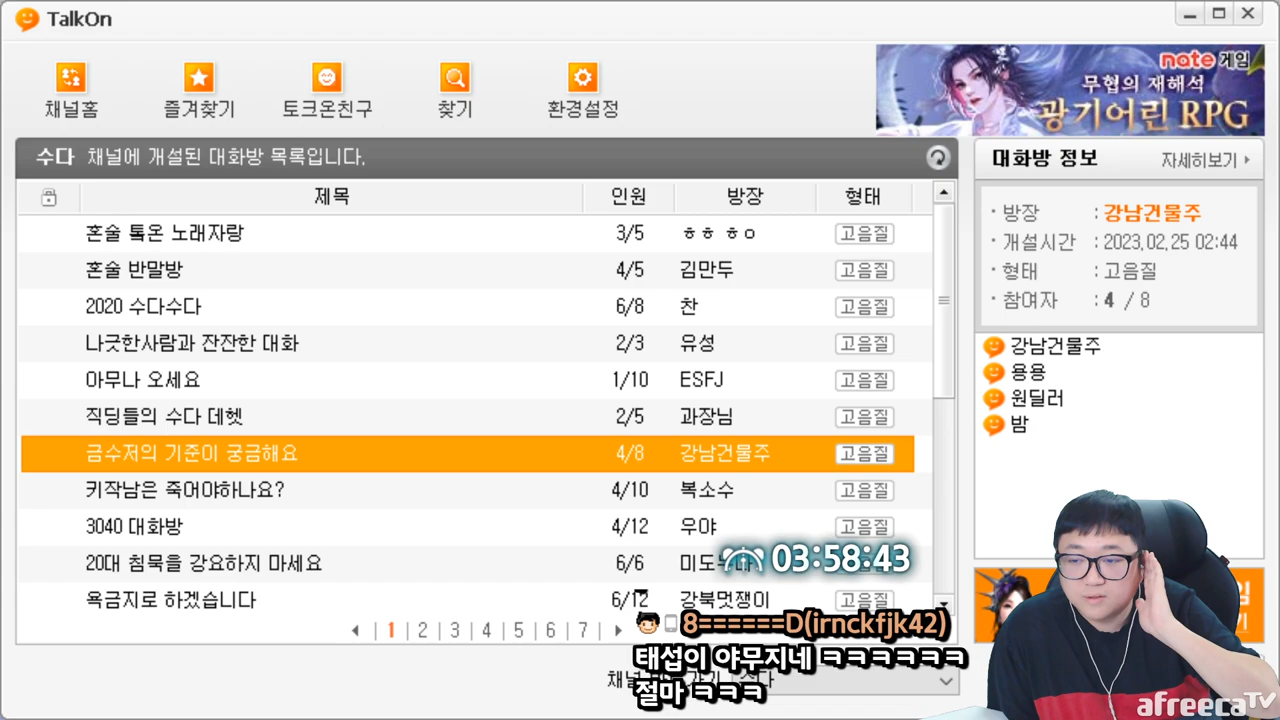 TalkOn
채널홈
즐겨찾기
토크온친구
찾기
환경설정
nate 게임
무협의 재해석
광기어린 RPG
수다 채널에 개설된 대화방 목록입니다.
제목 인원 방장 형태
혼술 톸온 노래자랑 3/5 ㅎㅎ ㅎㅇ 고음질
혼술 반말방 4/5 김만두 고음질
2020 수다수다 6/8 찬 고음질
나긋한사람과 잔잔한 대화 2/3 유성 고음질
아무나 오세요 1/10 ESFJ 고음질
직딩들의 수다 데헷 2/5 과장님 고음질
금수저의 기준이 궁금해요 4/8 강남건물주 고음질
키작남은 죽어야하나요? 4/10 복소수 고음질
3040 대화방 4/12 우야 고음질
20대 침묵을 강요하지 마세요 6/6 미도
욕금지로 하겠습니다 6/12 강북멋쟁이 고음질
1 | 2 | 3 | 4 | 5 | 6 | 7
대화방 정보 자세히보기
· 방장 : 강남건물주
· 개설시간 : 2023.02.25 02:44
· 형태 : 고음질
· 참여자 : 4 / 8
강남건물주
용용
원딜러
밤
03:58:43
8======D(irnckfjk42)
태섭이 야무지네 ㅋㅋㅋㅋㅋㅋ
절마 ㅋㅋㅋ
채널
afreecaTV